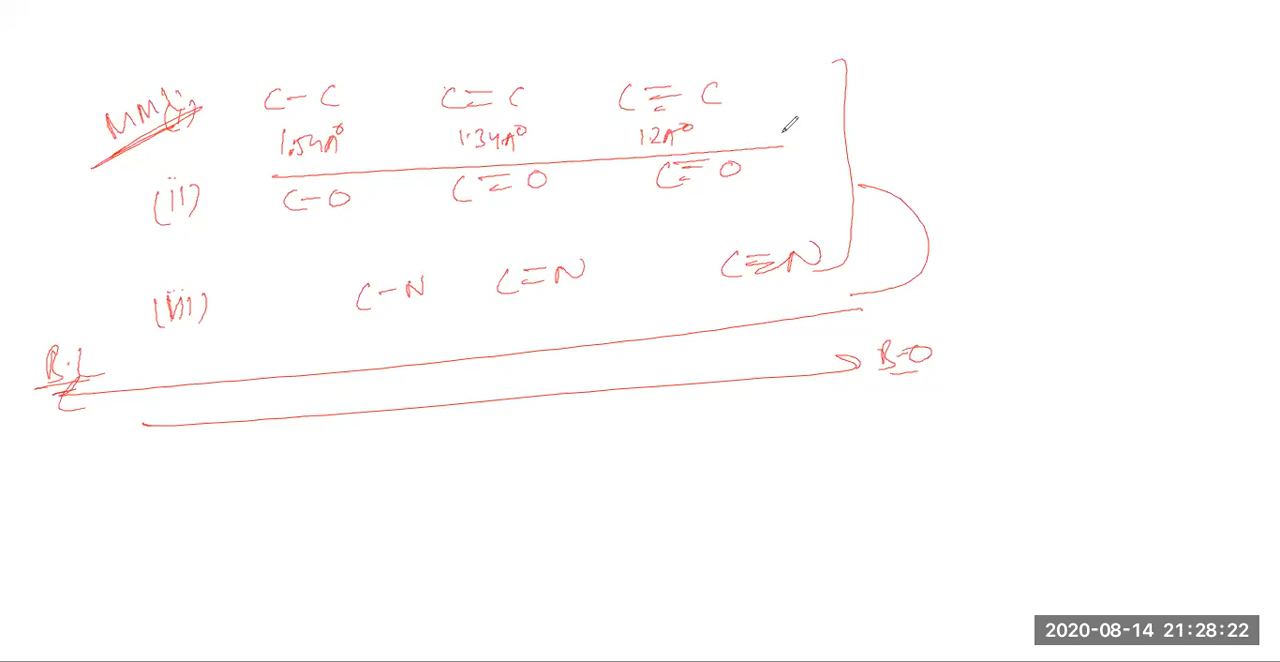 (i) C-C C=C C≡C
1.54A° 1.34A° 1.2A°
(ii) C-O C=O C≡O
(iii) C-N C=N C≡N
B.L
B-O
2020-08-14 21:28:22